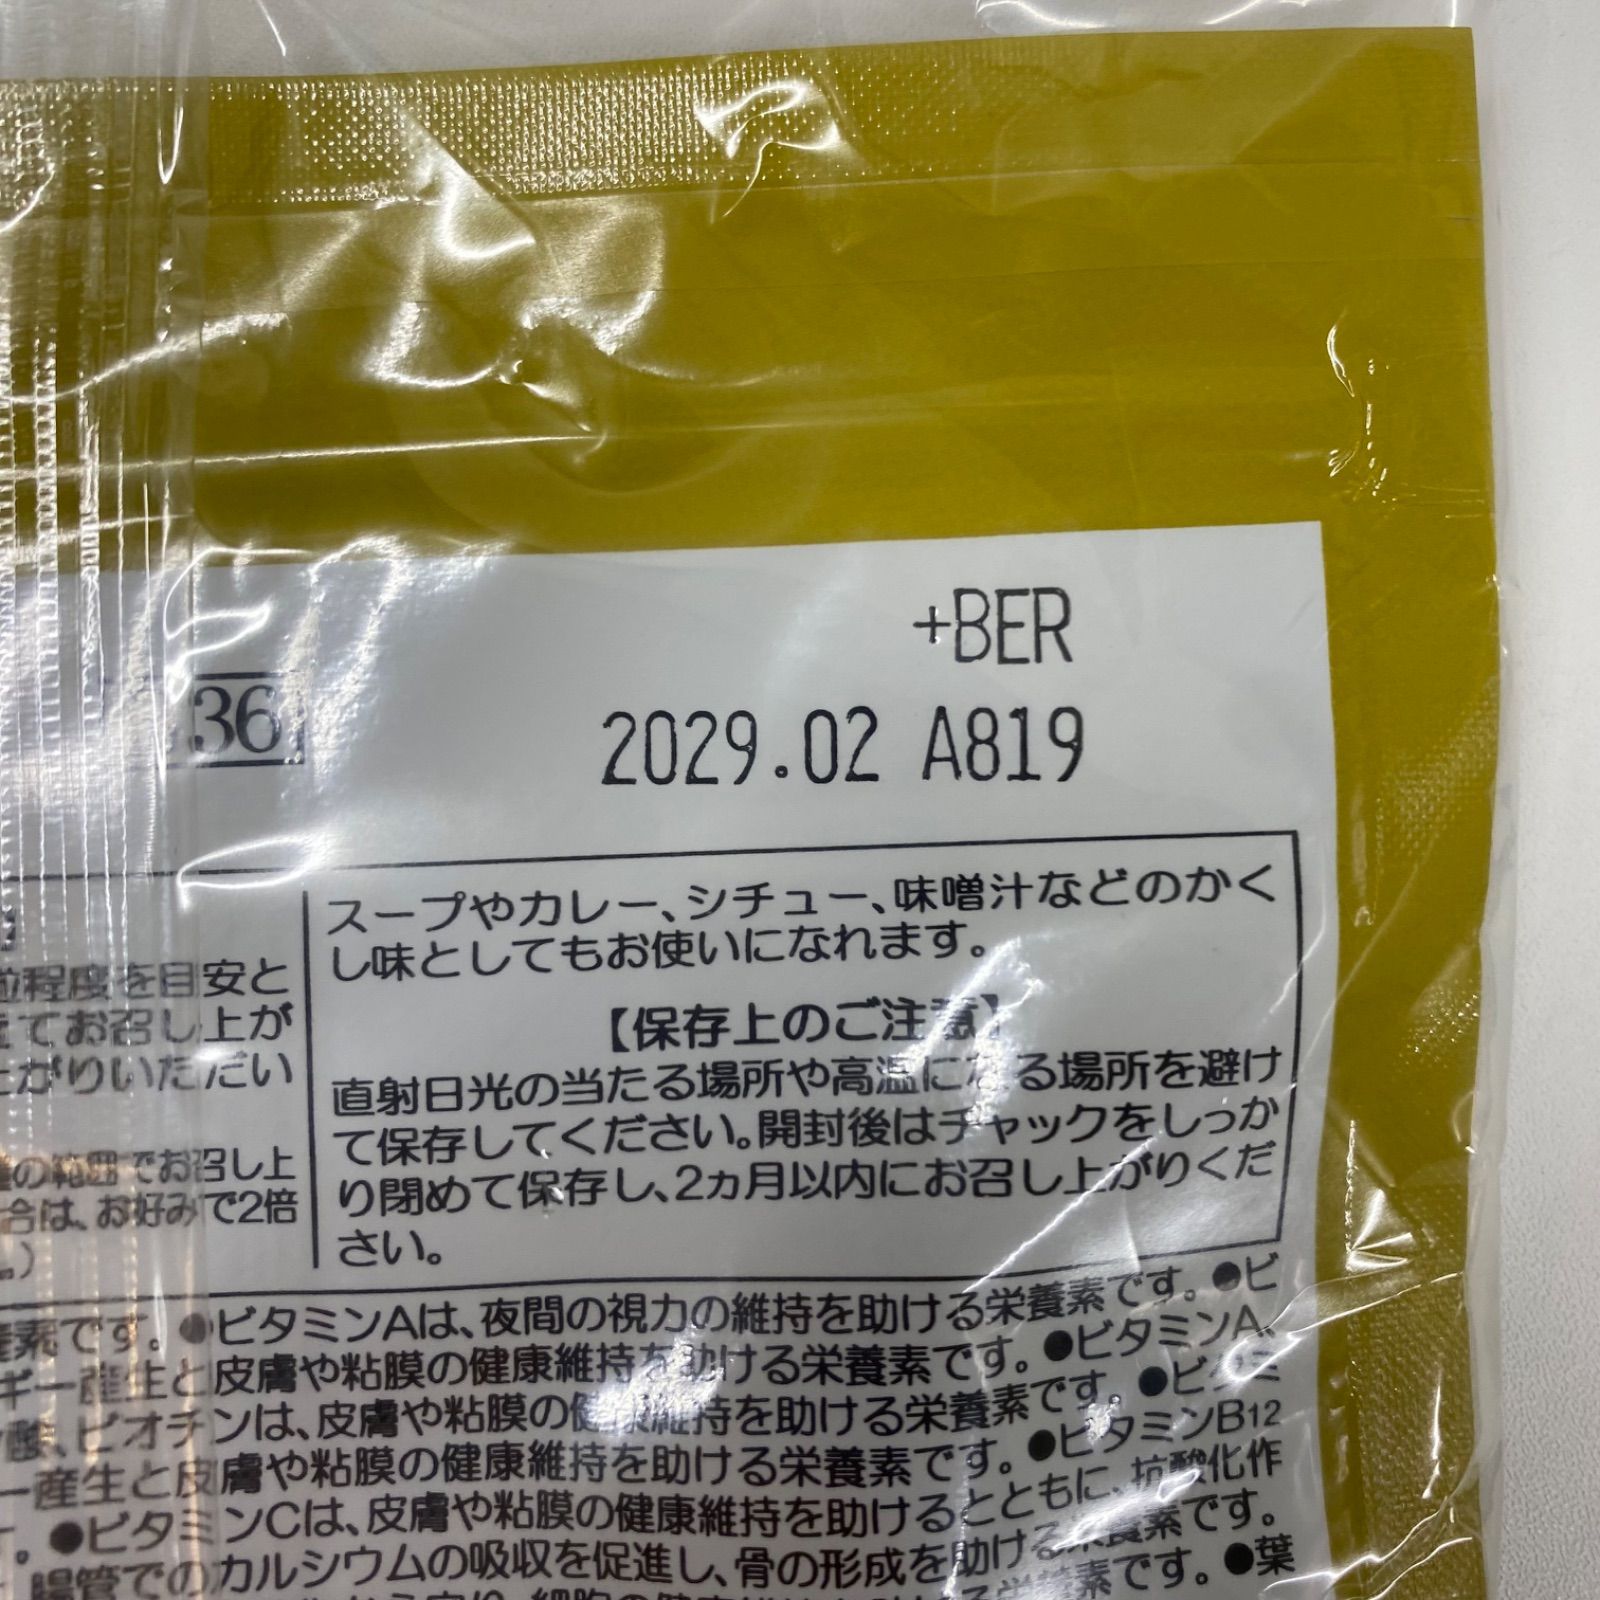 +BER
2029.02 A819
36
スープやカレー、シチュー、味噌汁などのかく
し味としてもお使いになれます。
【保存上のご注意】
直射日光の当たる場所や高温になる場所を避け
て保存してください。開封後はチャックをしっか
り閉めて保存し、2ヵ月以内にお召し上がりくだ
さい。
粒程度を目安と
てお召し上が
上がりいただい
の範囲でお召し上
合は、お好みで2倍
養素です。●ビタミンAは、夜間の視力の維持を助ける栄養素です。●ビ
ギー産生と皮膚や粘膜の健康維持を助ける栄養素です。●ビタミンA、
酸、ビオチンは、皮膚や粘膜の健康維持を助ける栄養素です。●ビタミ
ー産生と皮膚や粘膜の健康維持を助ける栄養素です。●ビタミンB12
。●ビタミンCは、皮膚や粘膜の健康維持を助けるとともに、抗酸化作
腸管でのカルシウムの吸収を促進し、骨の形成を助ける栄養素です。
栄養素です。●葉